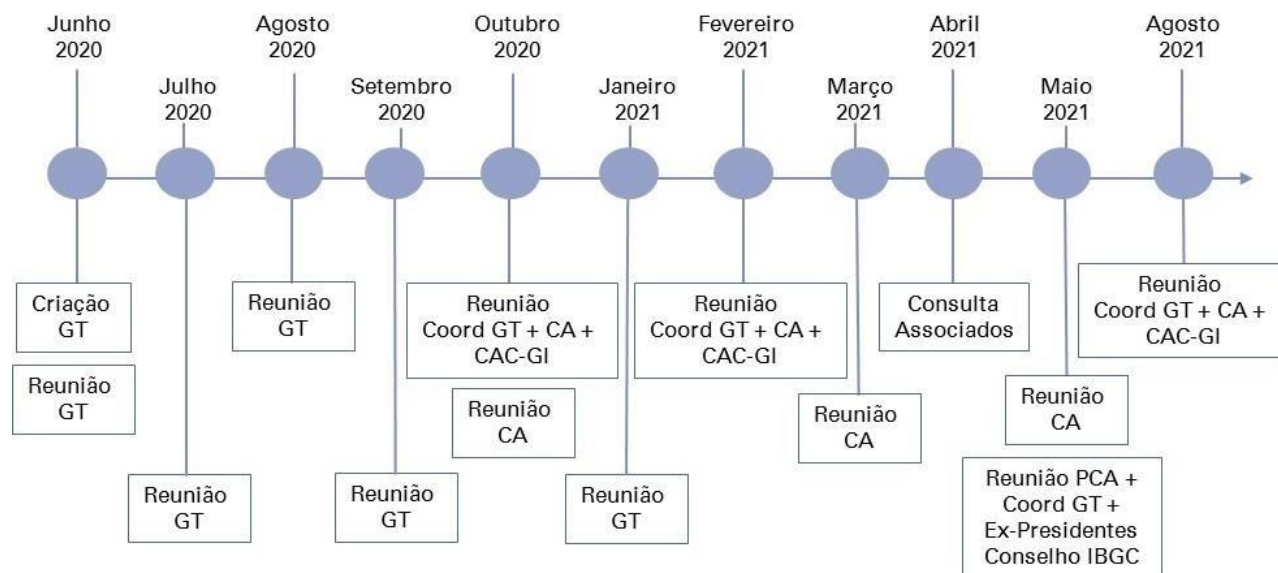 Junho
2020
Julho
2020
Agosto
2020
Setembro
2020
Outubro
2020
Janeiro
2021
Fevereiro
2021
Março
2021
Abril
2021
Maio
2021
Agosto
2021
Criação
GT
Reunião
GT
Reunião
GT
Reunião
GT
Reunião
GT
Reunião
Coord GT + CA +
CAC-GI
Reunião
CA
Reunião
GT
Reunião
Coord GT + CA +
CAC-GI
Reunião
CA
Consulta
Associados
Reunião
CA
Reunião PCA +
Coord GT +
Ex-Presidentes
Conselho IBGC
Reunião
Coord GT + CA +
CAC-GI